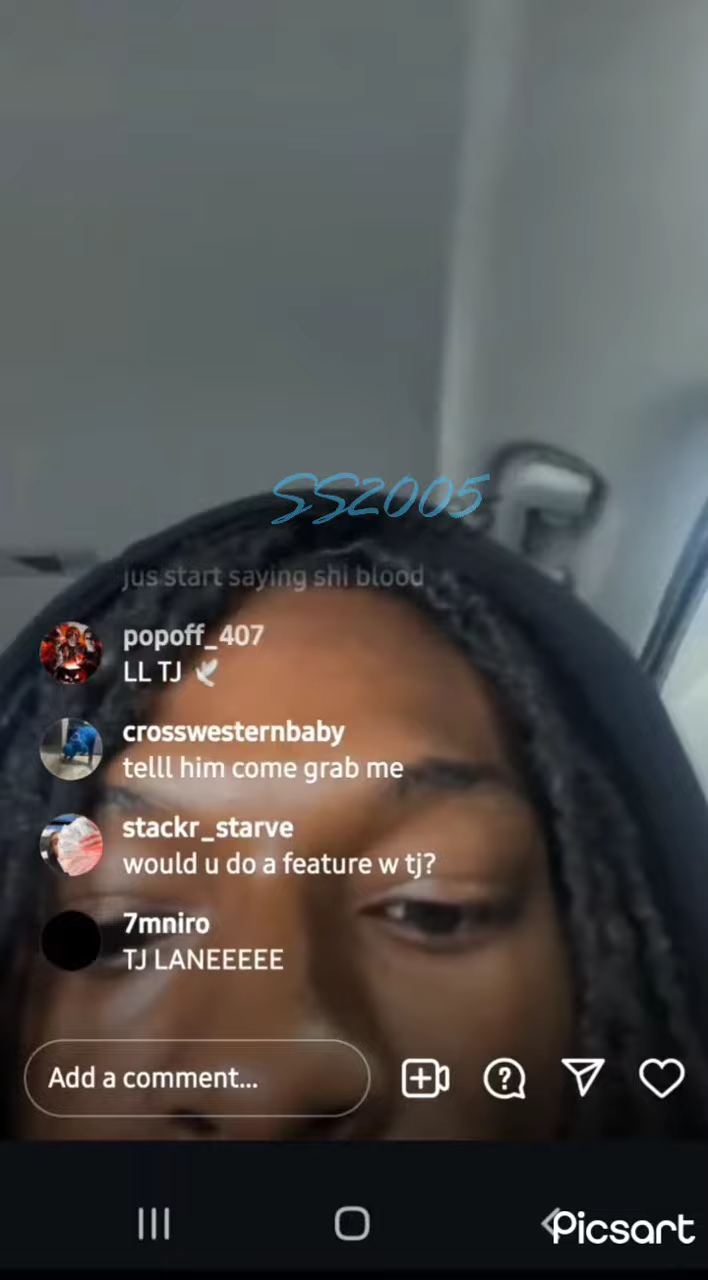 SS2005
jus start saying shi blood
popoff_407
LL TJ 🕊
crosswesternbaby
telll him come grab me
stackr_starve
would u do a feature w tj?
7mniro
TJ LANEEEEE
Add a comment...
Picsart